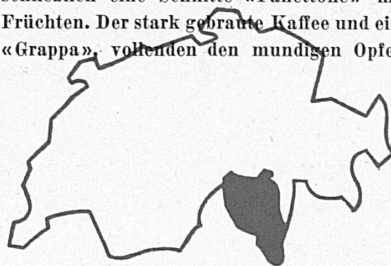 Früchten. Der stark gebraute Kaffee und ei
«Grappa», vollenden den mundigen Opfe